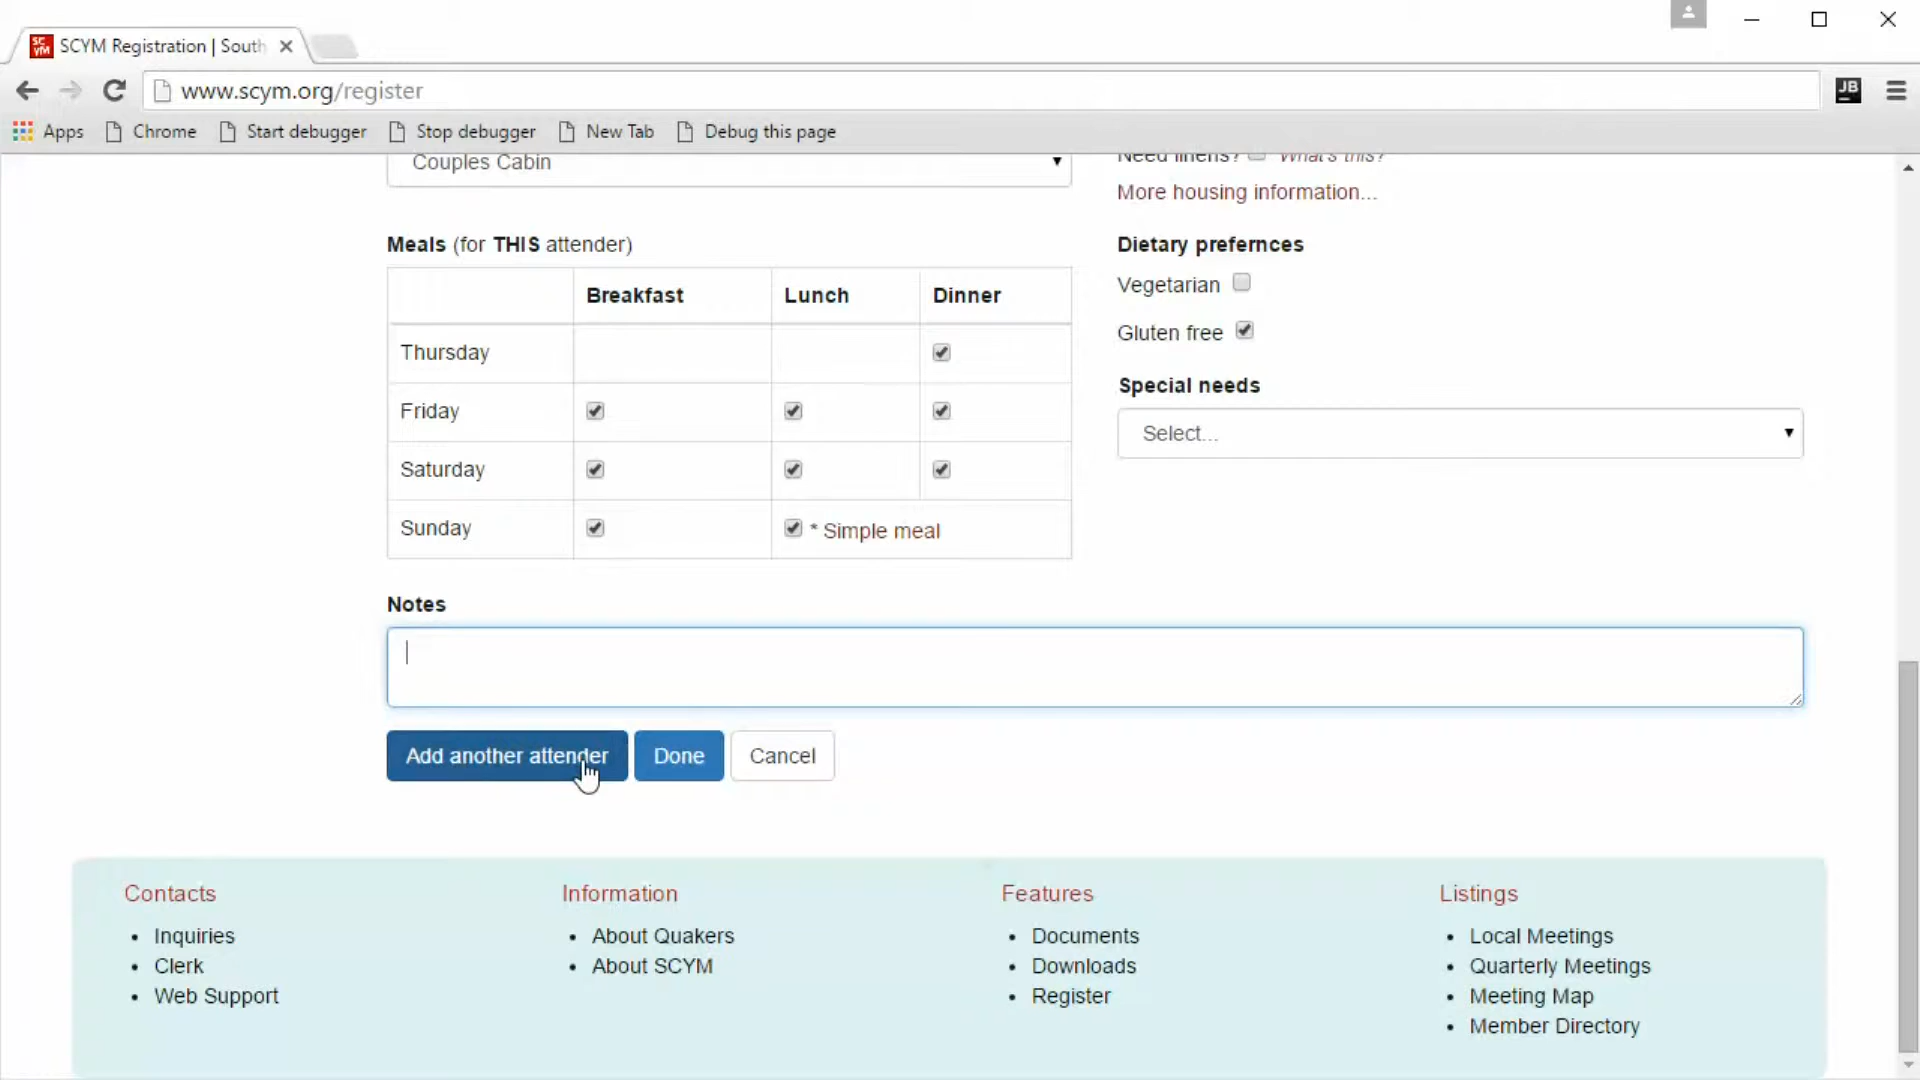 SCYM Registration | South
www.scym.org/register
JB
Apps Chrome Start debugger Stop debugger New Tab Debug this page
Couples Cabin
Need linens? What's this?
More housing information...
Meals (for THIS attender)
Dietary prefernces
Breakfast Lunch Dinner
Vegetarian
Gluten free
Thursday
Special needs
Friday
Select...
Saturday
Sunday * Simple meal
Notes
Add another attender Done Cancel
Contacts
Inquiries
Clerk
Web Support
Information
About Quakers
About SCYM
Features
Documents
Downloads
Register
Listings
Local Meetings
Quarterly Meetings
Meeting Map
Member Directory